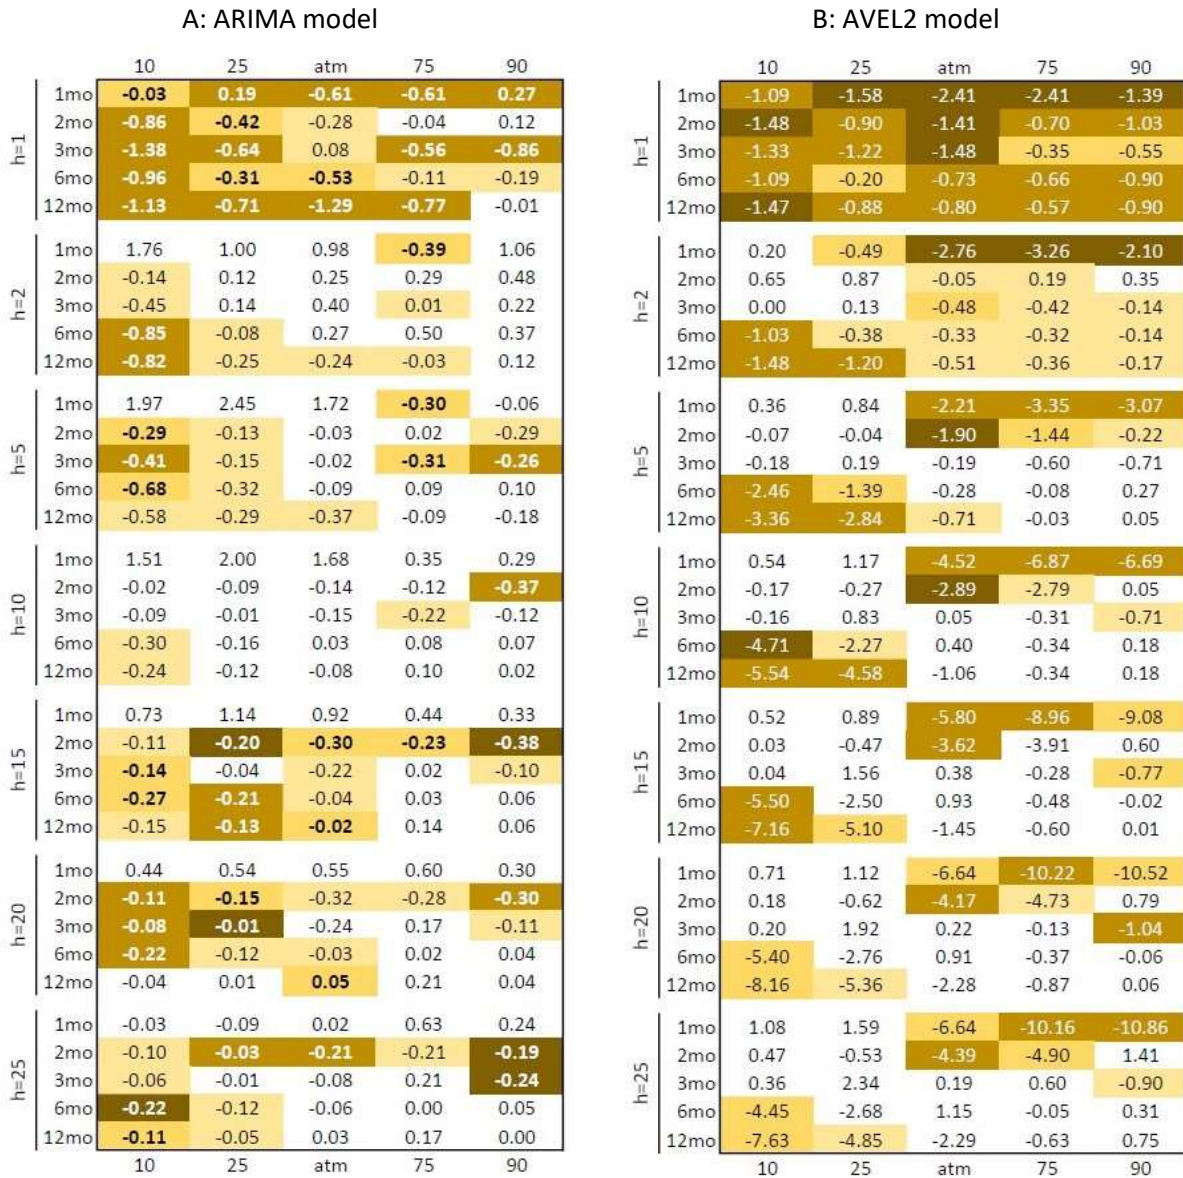 A: ARIMA model
10 25 atm 75 90
h=1
1mo -0.03 0.19 -0.61 -0.61 0.27
2mo -0.86 -0.42 -0.28 -0.04 0.12
3mo -1.38 -0.64 0.08 -0.56 -0.86
6mo -0.96 -0.31 -0.53 -0.11 -0.19
12mo -1.13 -0.71 -1.29 -0.77 -0.01
h=2
1mo 1.76 1.00 0.98 -0.39 1.06
2mo -0.14 0.12 0.25 0.29 0.48
3mo -0.45 0.14 0.40 0.01 0.22
6mo -0.85 -0.08 0.27 0.50 0.37
12mo -0.82 -0.25 -0.24 -0.03 0.12
h=5
1mo 1.97 2.45 1.72 -0.30 -0.06
2mo -0.29 -0.13 -0.03 0.02 -0.29
3mo -0.41 -0.15 -0.02 -0.31 -0.26
6mo -0.68 -0.32 -0.09 0.09 0.10
12mo -0.58 -0.29 -0.37 -0.09 -0.18
h=10
1mo 1.51 2.00 1.68 0.35 0.29
2mo -0.02 -0.09 -0.14 -0.12 -0.37
3mo -0.09 -0.01 -0.15 -0.22 -0.12
6mo -0.30 -0.16 0.03 0.08 0.07
12mo -0.24 -0.12 -0.08 0.10 0.02
h=15
1mo 0.73 1.14 0.92 0.44 0.33
2mo -0.11 -0.20 -0.30 -0.23 -0.38
3mo -0.14 -0.04 -0.22 0.02 -0.10
6mo -0.27 -0.21 -0.04 0.03 0.06
12mo -0.15 -0.13 -0.02 0.14 0.06
h=20
1mo 0.44 0.54 0.55 0.60 0.30
2mo -0.11 -0.15 -0.32 -0.28 -0.30
3mo -0.08 -0.01 -0.24 0.17 -0.11
6mo -0.22 -0.12 -0.03 0.02 0.04
12mo -0.04 0.01 0.05 0.21 0.04
h=25
1mo -0.03 -0.09 0.02 0.63 0.24
2mo -0.10 -0.03 -0.21 -0.21 -0.19
3mo -0.06 -0.01 -0.08 0.21 -0.24
6mo -0.22 -0.12 -0.06 0.00 0.05
12mo -0.11 -0.05 0.03 0.17 0.00
10 25 atm 75 90
B: AVEL2 model
10 25 atm 75 90
h=1
1mo -1.09 -1.58 -2.41 -2.41 -1.39
2mo -1.48 -0.90 -1.41 -0.70 -1.03
3mo -1.33 -1.22 -1.48 -0.35 -0.55
6mo -1.09 -0.20 -0.73 -0.66 -0.90
12mo -1.47 -0.88 -0.80 -0.57 -0.90
h=2
1mo 0.20 -0.49 -2.76 -3.26 -2.10
2mo 0.65 0.87 -0.05 0.19 0.35
3mo 0.00 0.13 -0.48 -0.42 -0.14
6mo -1.03 -0.38 -0.33 -0.32 -0.14
12mo -1.48 -1.20 -0.51 -0.36 -0.17
h=5
1mo 0.36 0.84 -2.21 -3.35 -3.07
2mo -0.07 -0.04 -1.90 -1.44 -0.22
3mo -0.18 0.19 -0.19 -0.60 -0.71
6mo -2.46 -1.39 -0.28 -0.08 0.27
12mo -3.36 -2.84 -0.71 -0.03 0.05
h=10
1mo 0.54 1.17 -4.52 -6.87 -6.69
2mo -0.17 -0.27 -2.89 -2.79 0.05
3mo -0.16 0.83 0.05 -0.31 -0.71
6mo -4.71 -2.27 0.40 -0.34 0.18
12mo -5.54 -4.58 -1.06 -0.34 0.18
h=15
1mo 0.52 0.89 -5.80 -8.96 -9.08
2mo 0.03 -0.47 -3.62 -3.91 0.60
3mo 0.04 1.56 0.38 -0.28 -0.77
6mo -5.50 -2.50 0.93 -0.48 -0.02
12mo -7.16 -5.10 -1.45 -0.60 0.01
h=20
1mo 0.71 1.12 -6.64 -10.22 -10.52
2mo 0.18 -0.62 -4.17 -4.73 0.79
3mo 0.20 1.92 0.22 -0.13 -1.04
6mo -5.40 -2.76 0.91 -0.37 -0.06
12mo -8.16 -5.36 -2.28 -0.87 0.06
h=25
1mo 1.08 1.59 -6.64 -10.16 -10.86
2mo 0.47 -0.53 -4.39 -4.90 1.41
3mo 0.36 2.34 0.19 0.60 -0.90
6mo -4.45 -2.68 1.15 -0.05 0.31
12mo -7.63 -4.85 -2.29 -0.63 0.75
10 25 atm 75 90